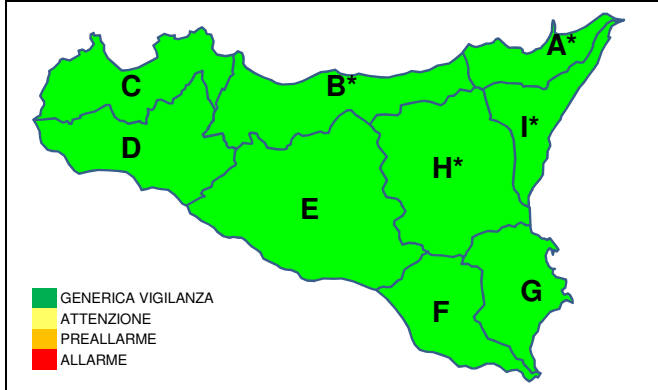 A*
C
B*
I*
D
H*
E
G
F
GENERICA VIGILANZA
ATTENZIONE
PREALLARME
ALLARME